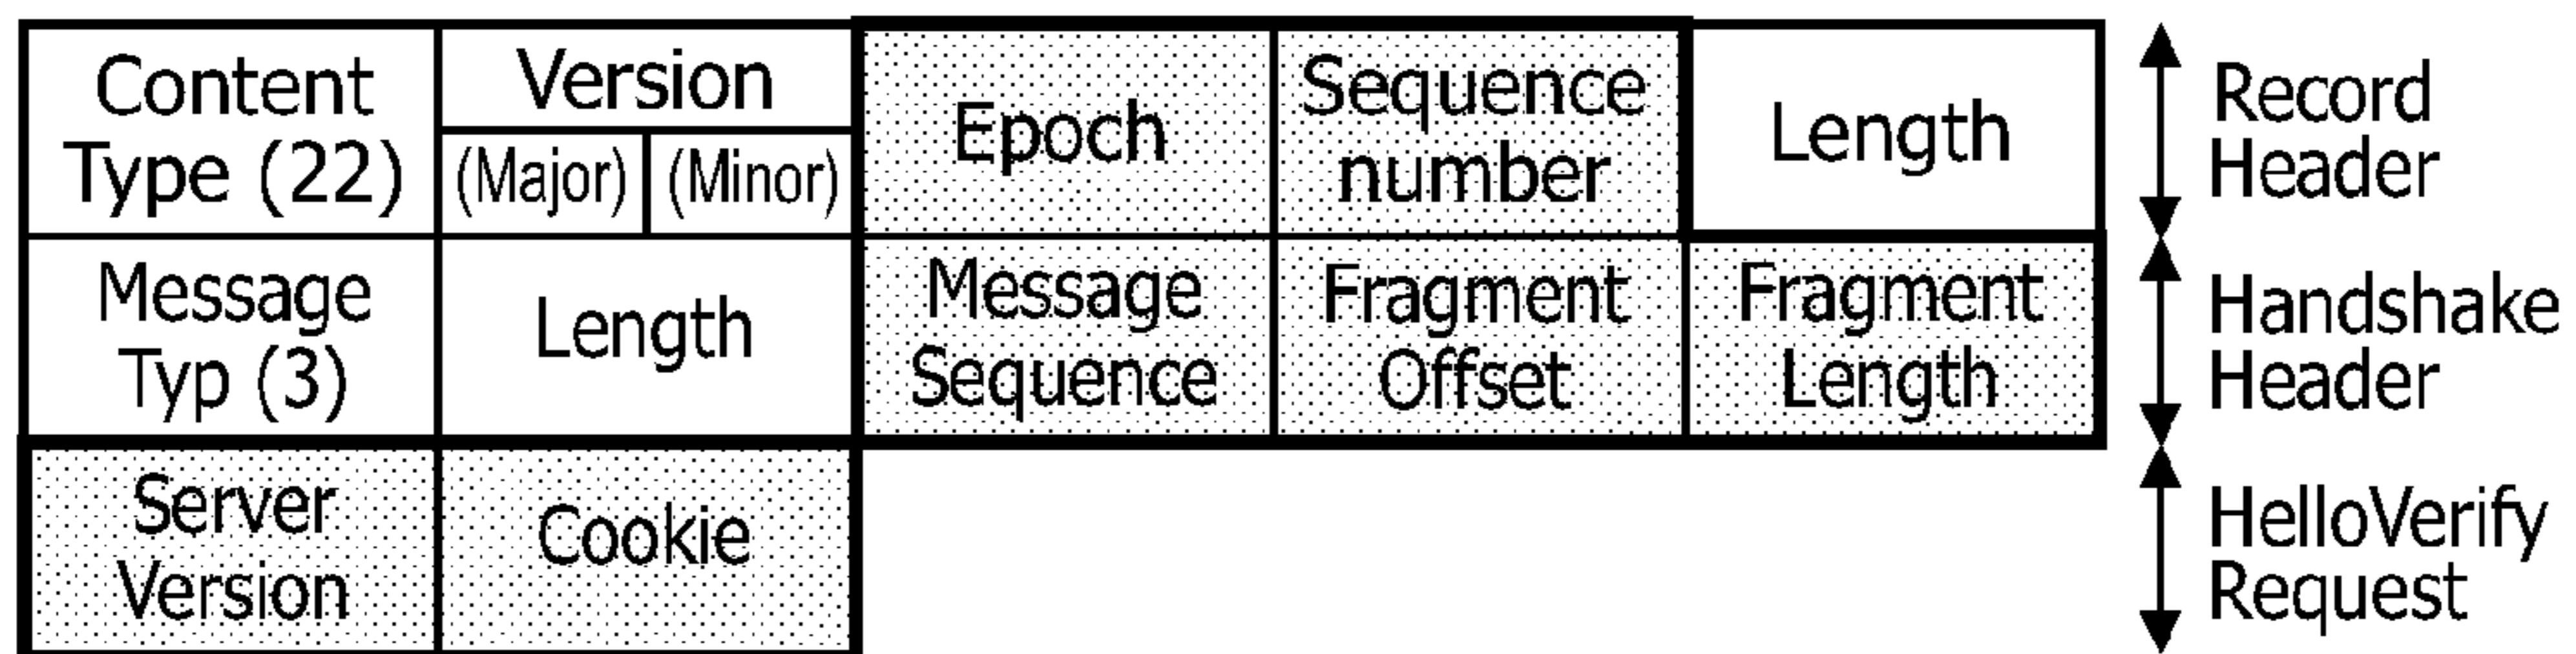 Content
Type (22)
Version
(Major)
(Minor)
Epoch
Sequence
number
Length
Record
Header
Message
Typ (3)
Length
Message
Sequence
Fragment
Offset
Fragment
Length
Handshake
Header
Server
Version
Cookie
HelloVerify
Request